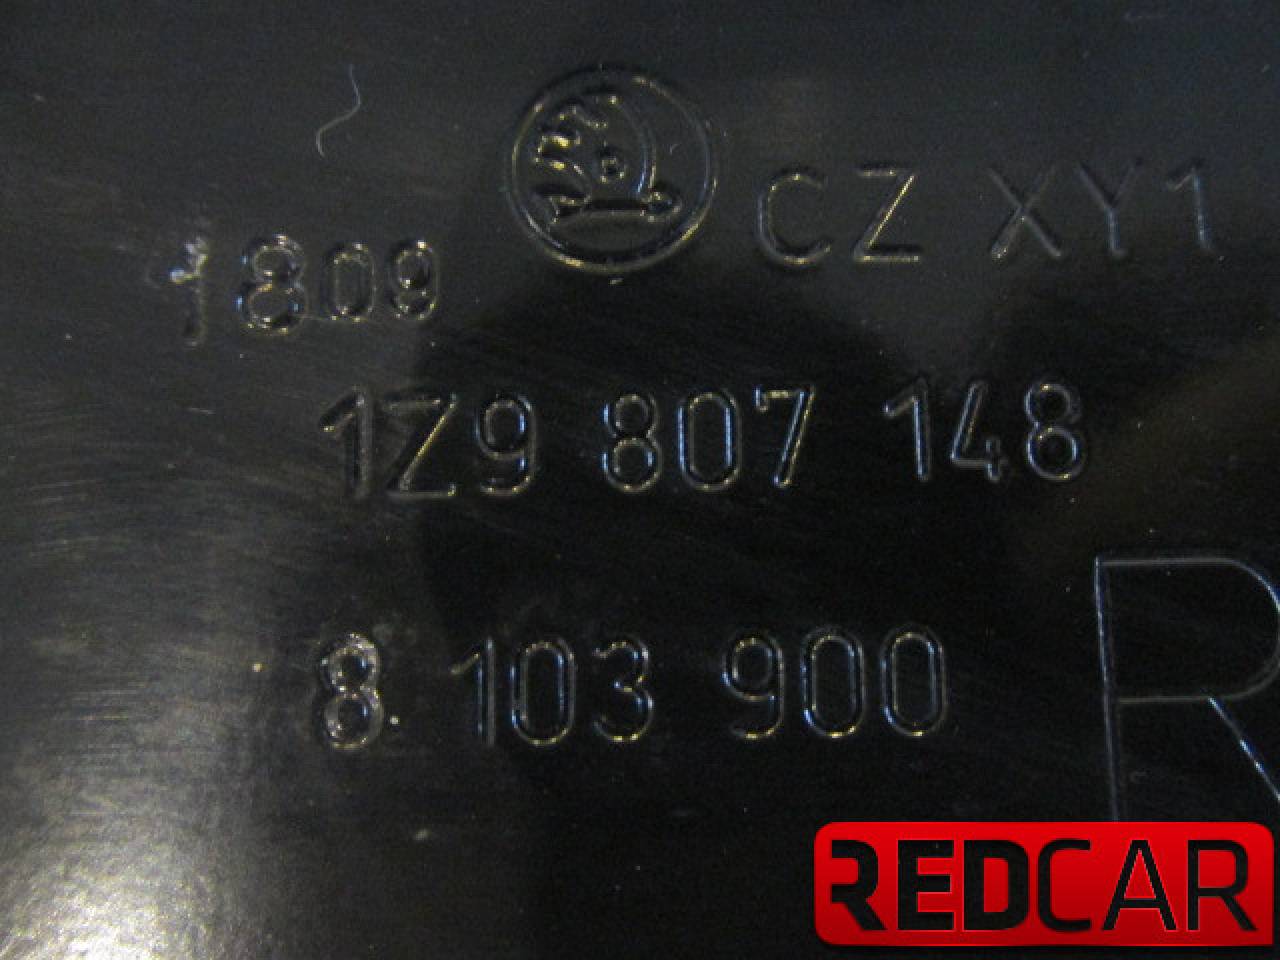 CZ XY1
1809
1Z9 807 148
8 103 900
R
REDCAR